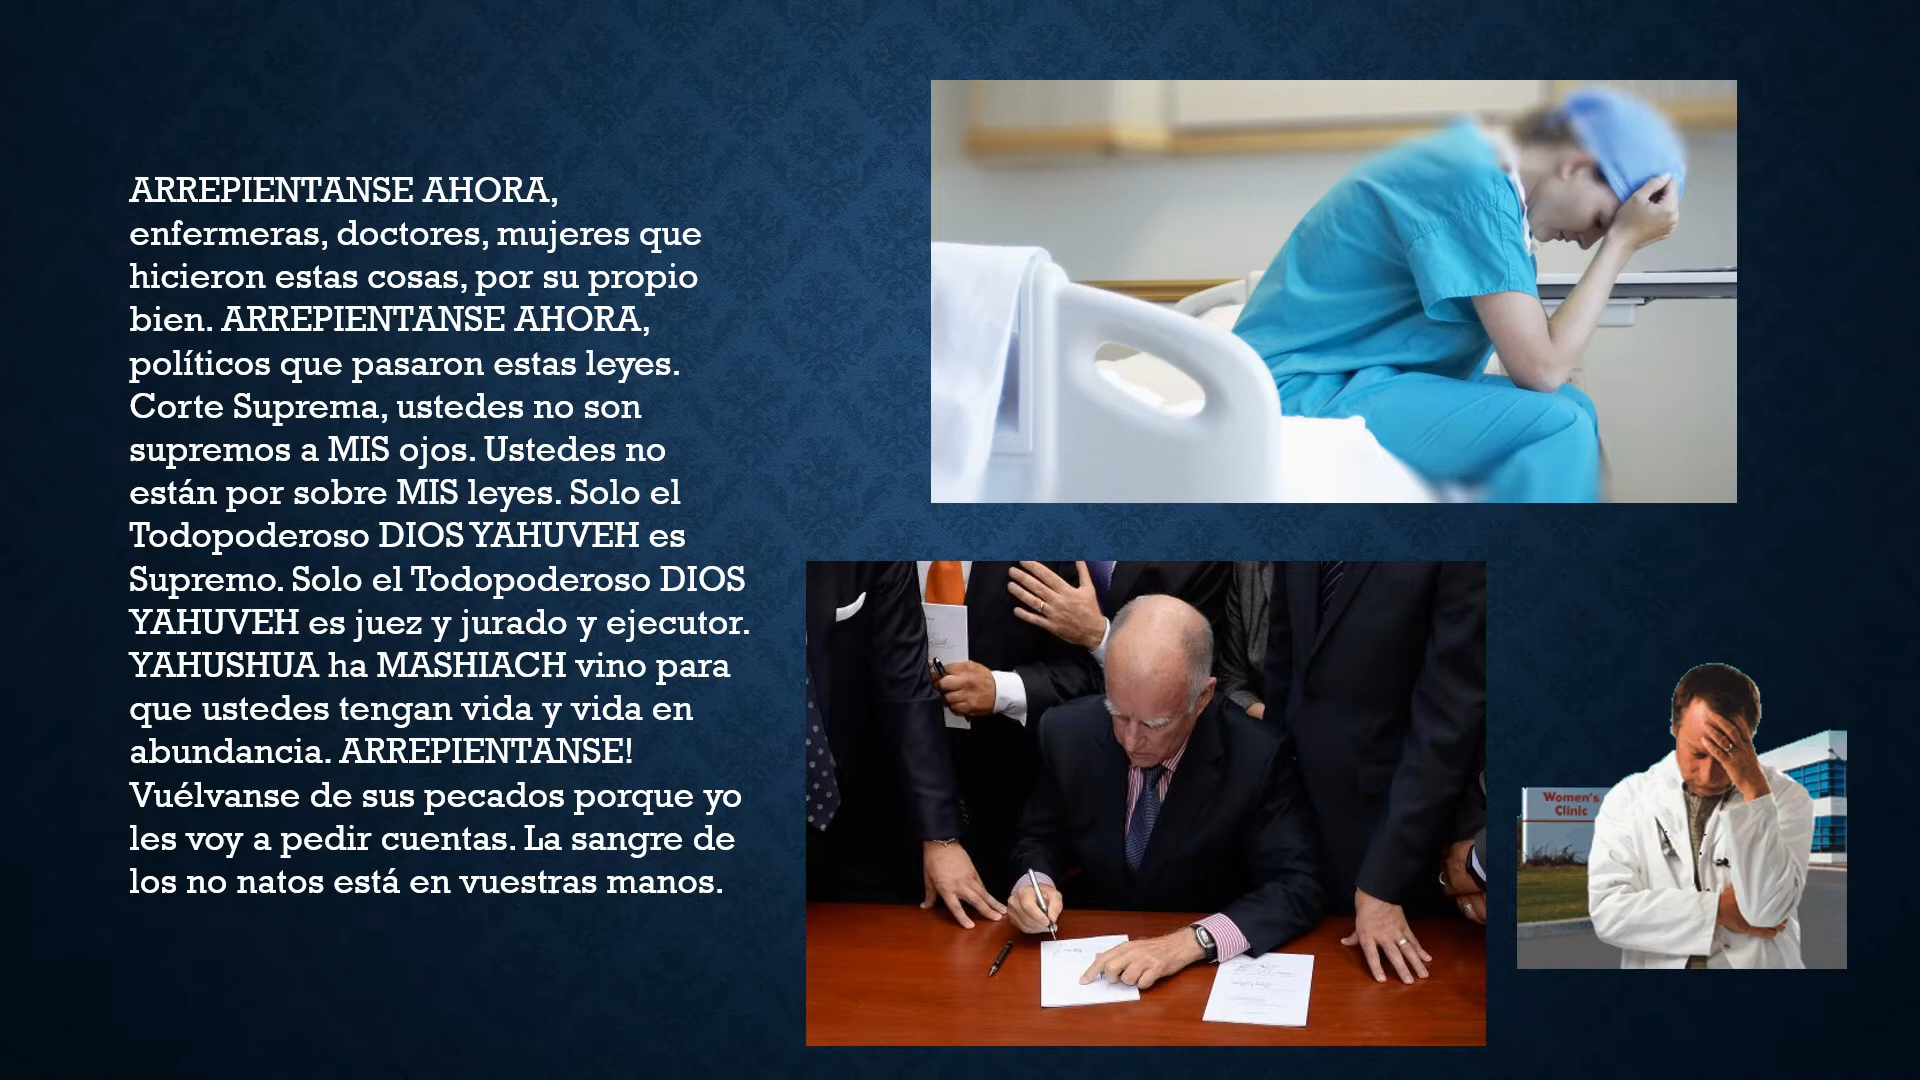 ARREPIENTANSE AHORA,
enfermeras, doctores, mujeres que
hicieron estas cosas, por su propio
bien. ARREPIENTANSE AHORA,
políticos que pasaron estas leyes.
Corte Suprema, ustedes no son
supremos a MIS ojos. Ustedes no
están por sobre MIS leyes. Solo el
Todopoderoso DIOS YAHUVEH es
Supremo. Solo el Todopoderoso DIOS
YAHUVEH es juez y jurado y ejecutor.
YAHUSHUA ha MASHIACH vino para
que ustedes tengan vida y vida en
abundancia. ARREPIENTANSE!
Vuélvanse de sus pecados porque yo
les voy a pedir cuentas. La sangre de
los no natos está en vuestras manos.
Women's
Clinic